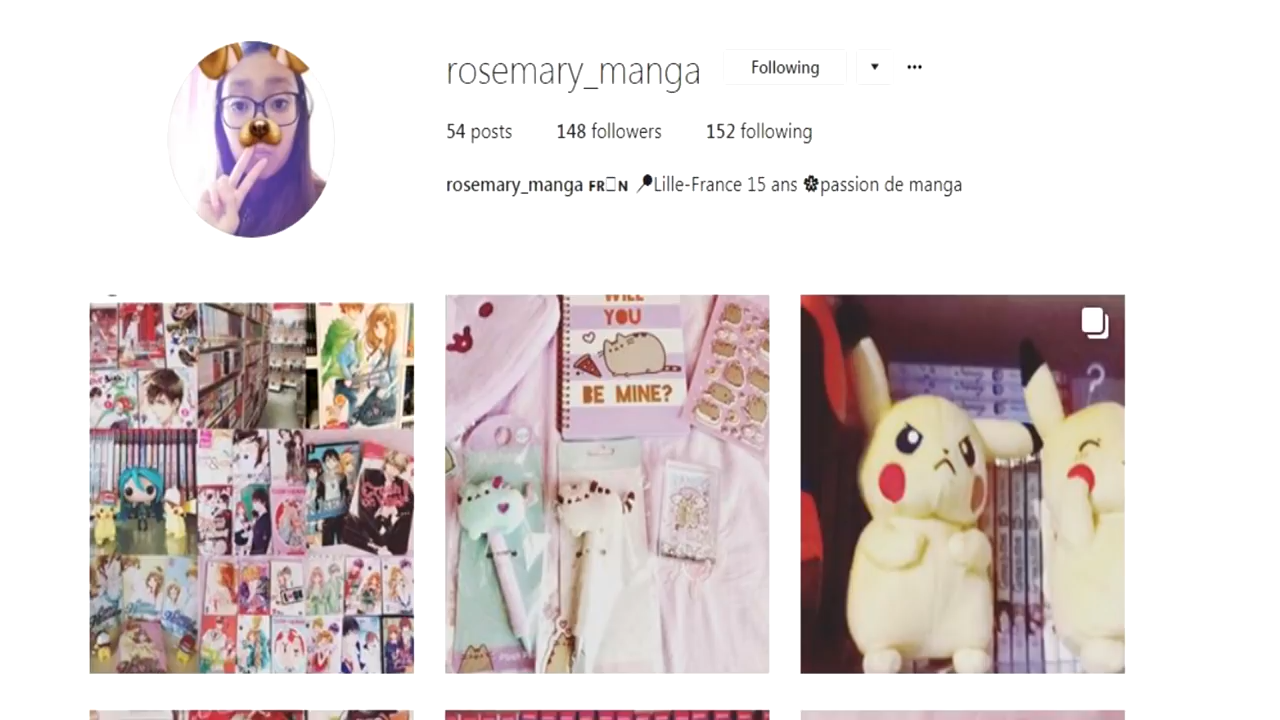 rosemary_manga Following
54 posts 148 followers 152 following
rosemary_manga ꜰʀ▯ɴ Lille-France 15 ans passion de manga
WILL
YOU
BE MINE?